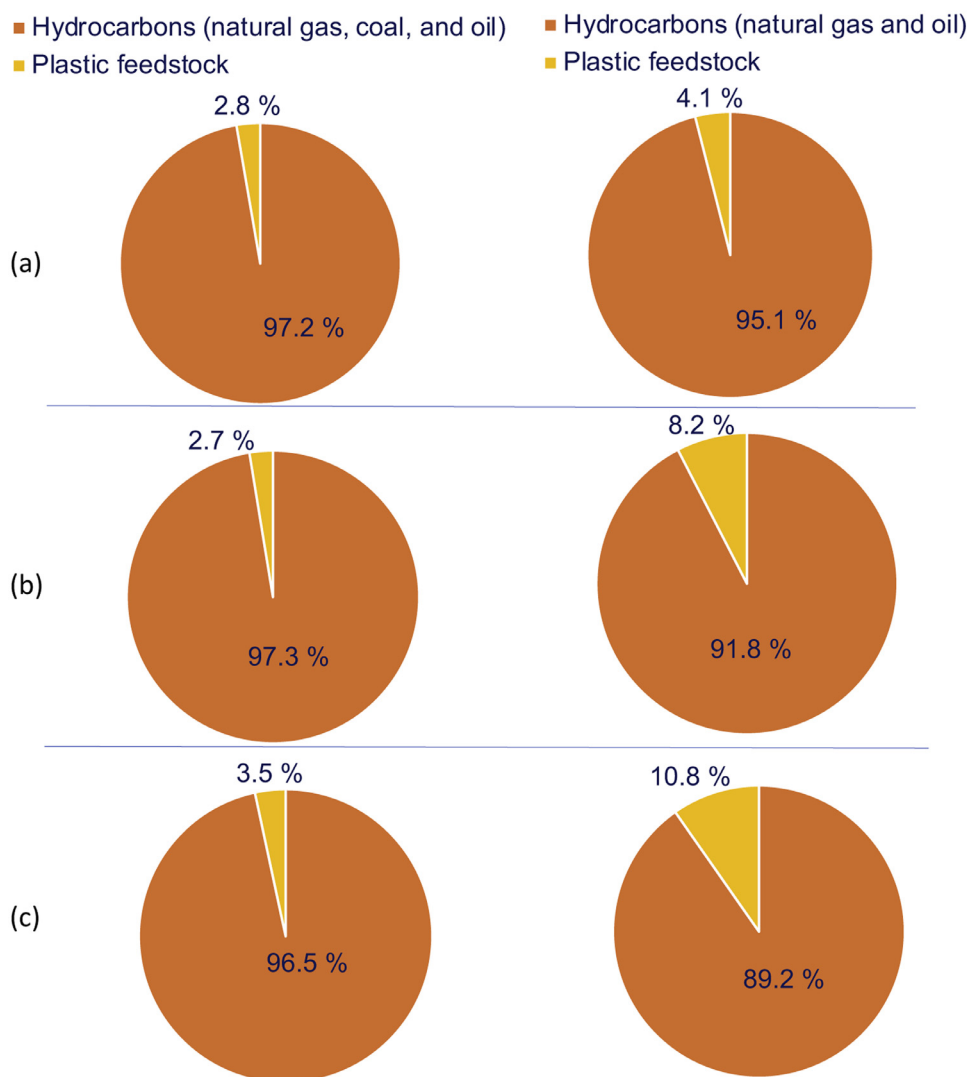 Hydrocarbons (natural gas, coal, and oil)
Plastic feedstock
Hydrocarbons (natural gas and oil)
Plastic feedstock
2.8 %
4.1 %
(a)
97.2 %
95.1 %
2.7 %
8.2 %
(b)
97.3 %
91.8 %
3.5 %
10.8 %
(c)
96.5 %
89.2 %